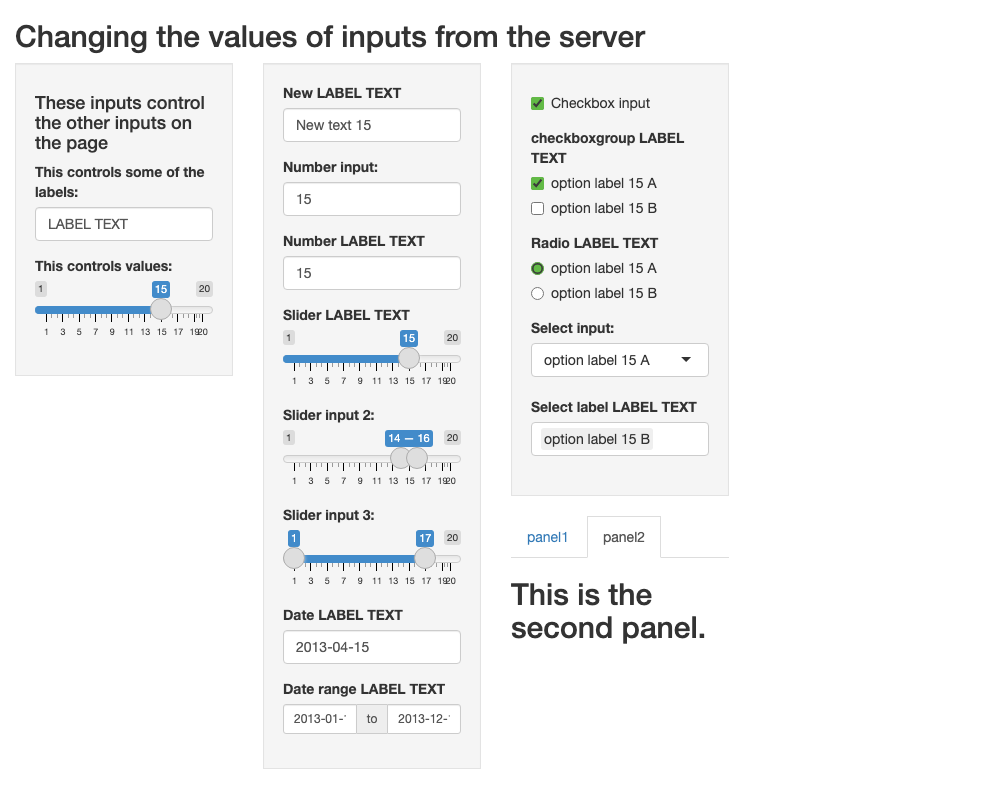 Changing the values of inputs from the server
These inputs control
the other inputs on
the page
This controls some of the
labels:
LABEL TEXT
This controls values:
1 15 20
1 3 5 7 9 11 13 15 17 19 20
New LABEL TEXT
New text 15
Number input:
15
Number LABEL TEXT
15
Slider LABEL TEXT
1 15 20
1 3 5 7 9 11 13 15 17 19 20
Slider input 2:
1 14 — 16 20
1 3 5 7 9 11 13 15 17 19 20
Slider input 3:
1 17 20
1 3 5 7 9 11 13 15 17 19 20
Date LABEL TEXT
2013-04-15
Date range LABEL TEXT
2013-01- to 2013-12-
Checkbox input
checkboxgroup LABEL
TEXT
option label 15 A
option label 15 B
Radio LABEL TEXT
option label 15 A
option label 15 B
Select input:
option label 15 A
Select label LABEL TEXT
option label 15 B
panel1 panel2
This is the
second panel.